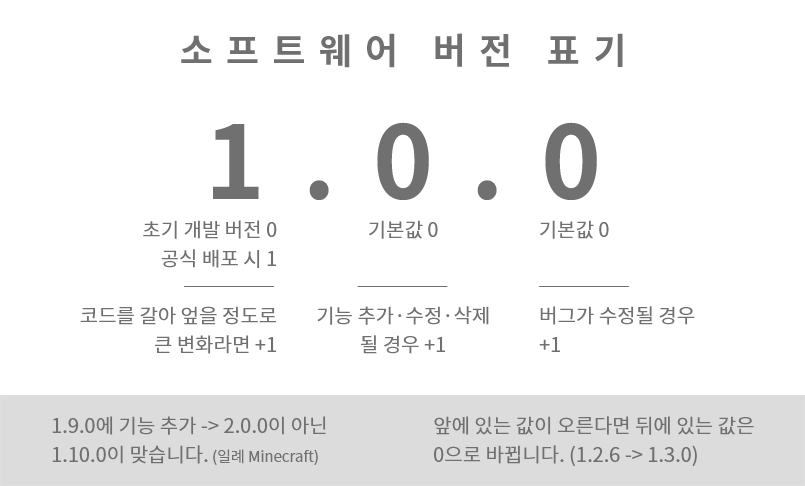 소프트웨어 버전 표기
1 . 0 . 0
초기 개발 버전 0
공식 배포 시 1
기본값 0
기본값 0
코드를 갈아 엎을 정도로
큰 변화라면 +1
기능 추가·수정·삭제
될 경우 +1
버그가 수정될 경우
+1
1.9.0에 기능 추가 -> 2.0.0이 아닌
1.10.0이 맞습니다. (일례 Minecraft)
앞에 있는 값이 오른다면 뒤에 있는 값은
0으로 바뀝니다. (1.2.6 -> 1.3.0)